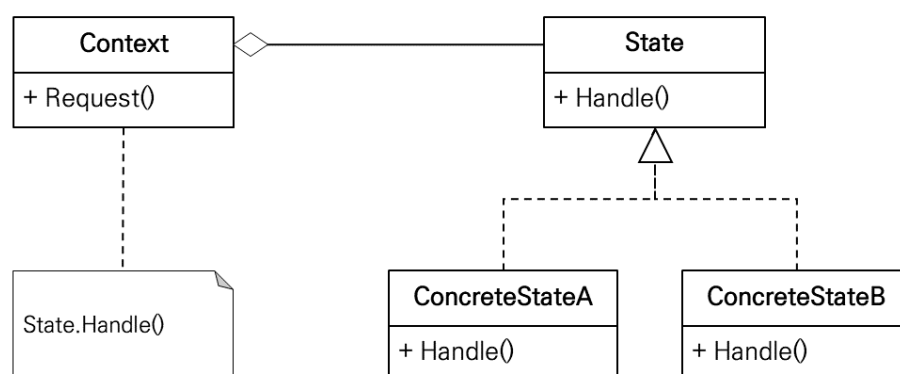 Context
+ Request()
State
+ Handle()
State.Handle()
ConcreteStateA
+ Handle()
ConcreteStateB
+ Handle()